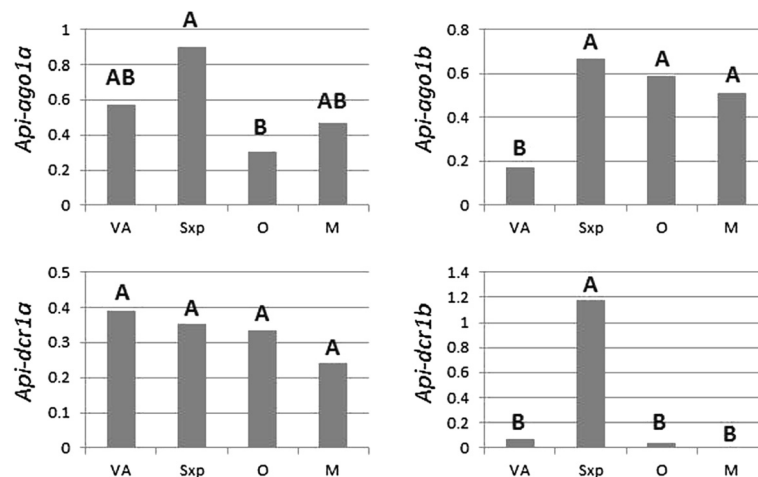 Api-ago1a
1
0.8
0.6
0.4
0.2
0
AB
A
B
AB
VA Sxp O M
Api-ago1b
0.8
0.6
0.4
0.2
0
B
A
A
A
VA Sxp O M
Api-dcr1a
0.5
0.4
0.3
0.2
0.1
0
A
A
A
A
VA Sxp O M
Api-dcr1b
1.4
1.2
1
0.8
0.6
0.4
0.2
0
B
A
B
B
VA Sxp O M